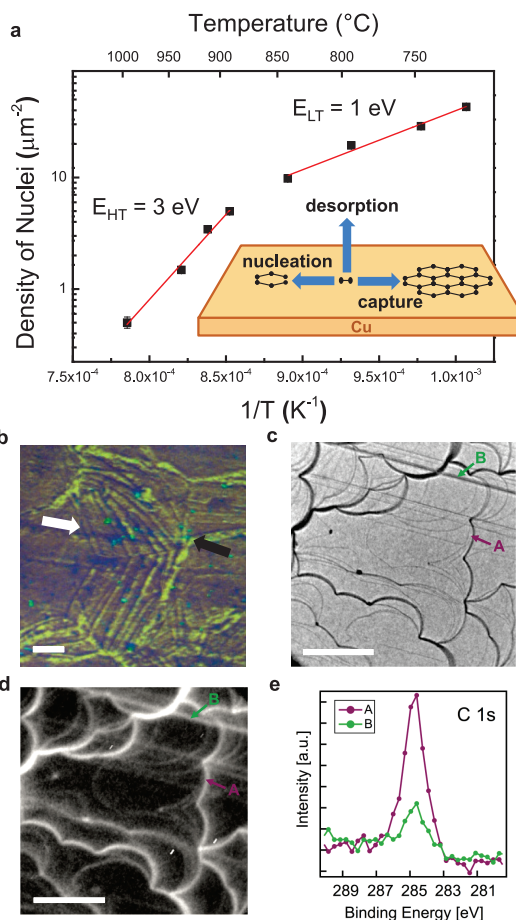 Temperature (°C)
a
1000 950 900 850 800 750
Density of Nuclei (μm⁻²)
10
1
E_LT = 1 eV
E_HT = 3 eV
desorption
nucleation
capture
Cu
7.5x10⁻⁴ 8.0x10⁻⁴ 8.5x10⁻⁴ 9.0x10⁻⁴ 9.5x10⁻⁴ 1.0x10⁻³
1/T (K⁻¹)
b
c
B
A
d
B
A
e
A
B
C 1s
Intensity [a.u.]
289 287 285 283 281
Binding Energy [eV]